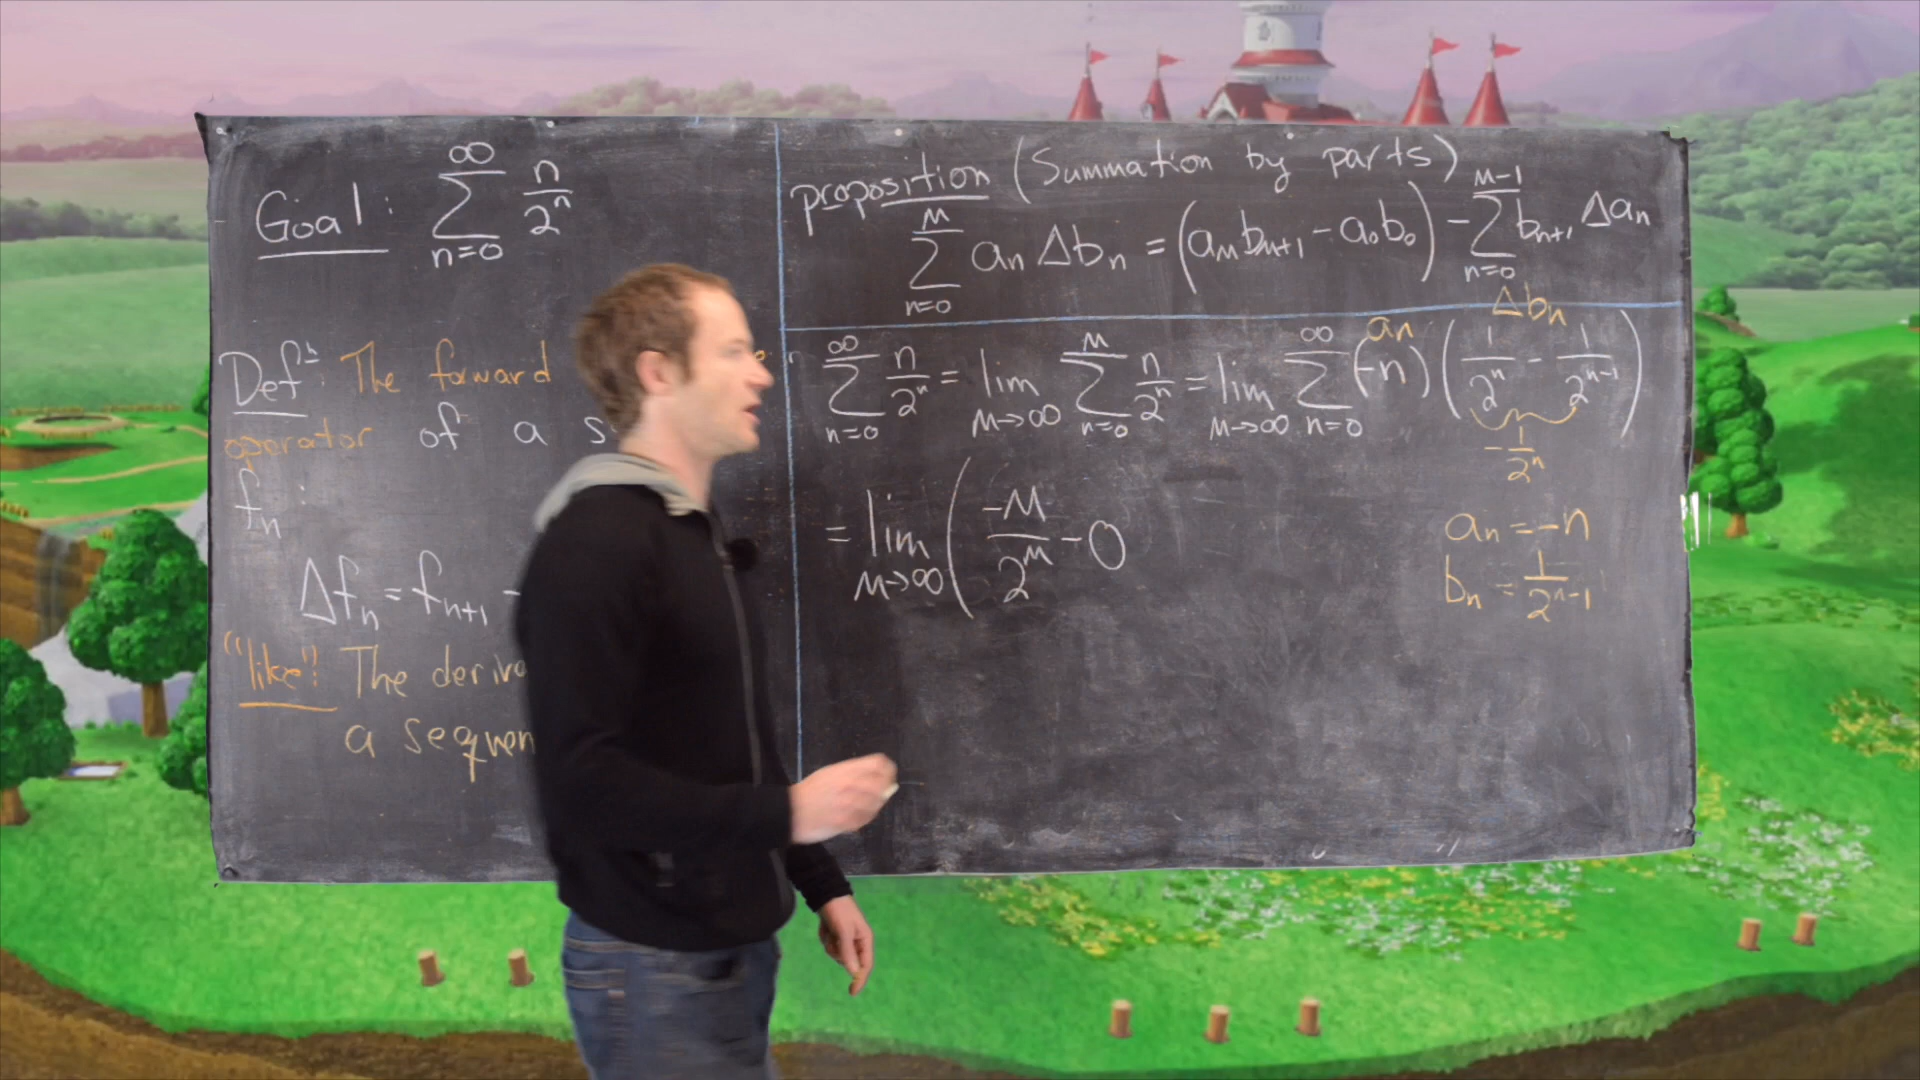 Goal: ∑_{n=0}^{∞} n/2^n
Defⁿ: The forward
operator of a s
f_n:
Δf_n = f_{n+1} -
"like"! The deriva
a sequen
proposition (Summation by parts)
∑_{n=0}^{M} a_n Δb_n = (a_M b_{M+1} - a_0 b_0) - ∑_{n=0}^{M-1} b_{n+1} Δa_n
a_n Δb_n
∑_{n=0}^{∞} n/2^n = lim_{M→∞} ∑_{n=0}^{M} n/2^n = lim_{M→∞} ∑_{n=0}^{∞} (-n) (1/2^n - 1/2^{n-1})
-1/2^n
= lim_{M→∞} ( -M/2^M - 0
a_n = -n
b_n = 1/2^{n-1}